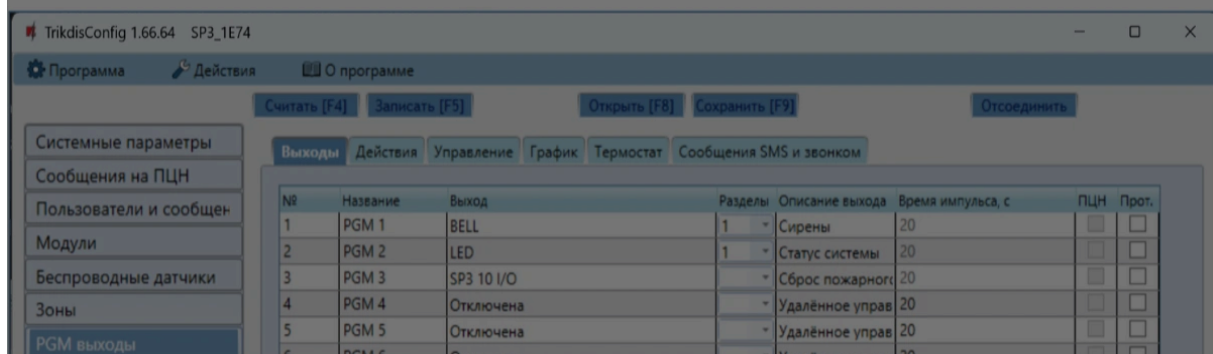 TrikdisConfig 1.66.64 SP3_1E74
Программа Действия О программе
Считать [F4] Записать [F5] Открыть [F8] Сохранить [F9] Отсоединить
Системные параметры
Сообщения на ПЦН
Пользователи и сообщен
Модули
Беспроводные датчики
Зоны
PGM выходы
Выходы Действия Управление График Термостат Сообщения SMS и звонком
№ Название Выход Разделы Описание выхода Время импульса, с ПЦН Прот.
1 PGM 1 BELL 1 Сирены 20
2 PGM 2 LED 1 Статус системы 20
3 PGM 3 SP3 10 I/O Сброс пожарног 20
4 PGM 4 Отключена Удалённое управ 20
5 PGM 5 Отключена Удалённое управ 20